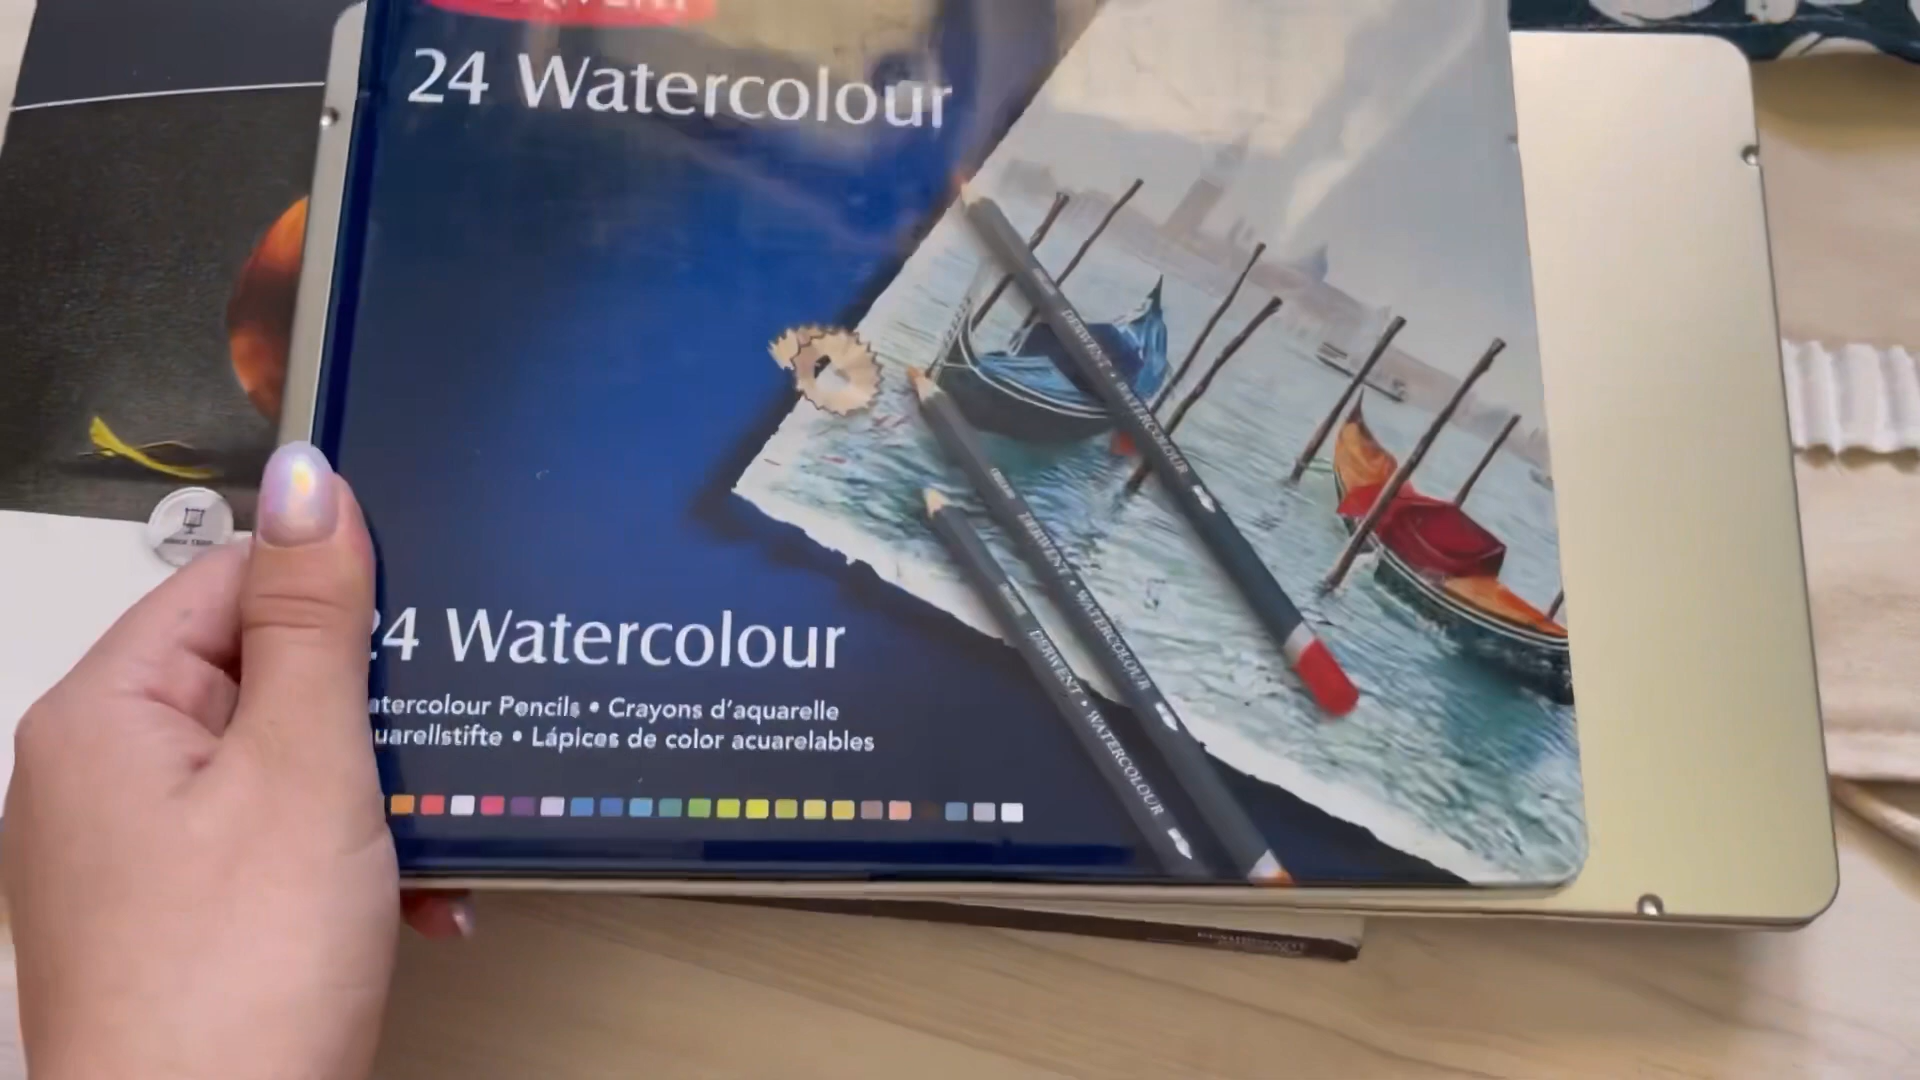 24 Watercolour
DERWENT • WATERCOLOUR
DERWENT • WATERCOLOUR
DERWENT • WATERCOLOUR
24 Watercolour
atercolour Pencils • Crayons d'aquarelle
uarellstifte • Lápices de color acuarelables